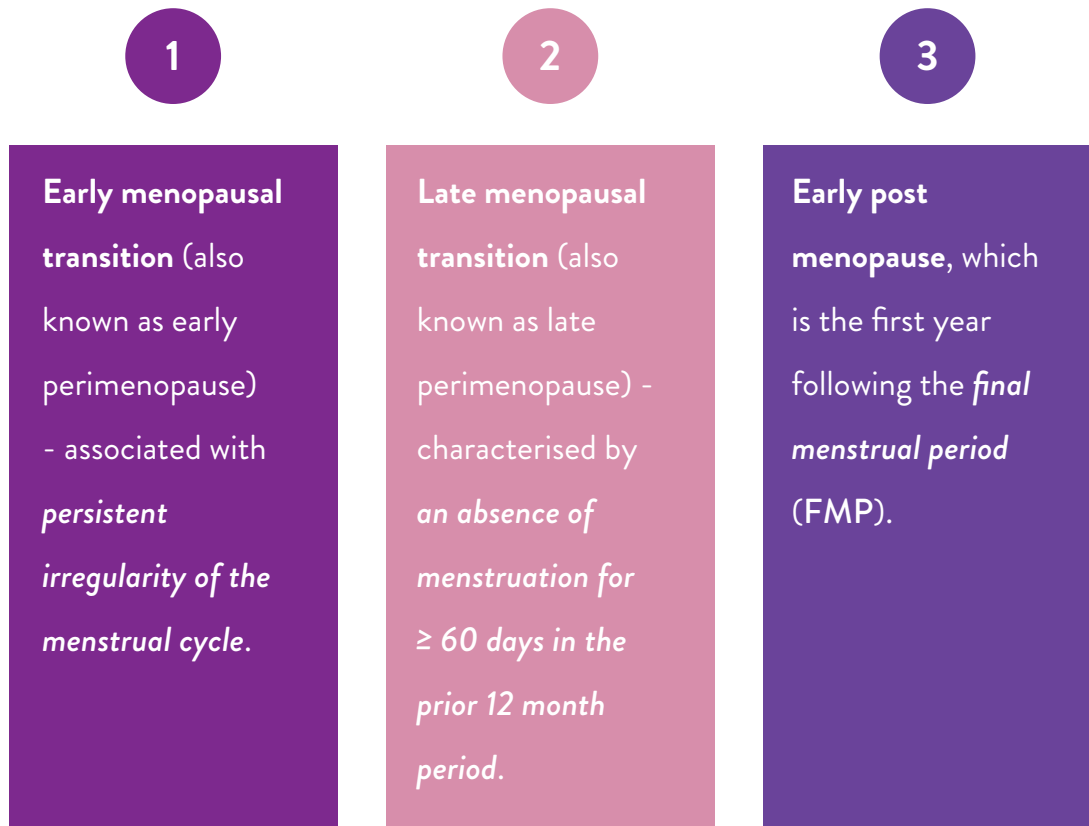 1
Early menopausal
transition (also
known as early
perimenopause)
- associated with
persistent
irregularity of the
menstrual cycle.
2
Late menopausal
transition (also
known as late
perimenopause) -
characterised by
an absence of
menstruation for
≥ 60 days in the
prior 12 month
period.
3
Early post
menopause, which
is the first year
following the final
menstrual period
(FMP).